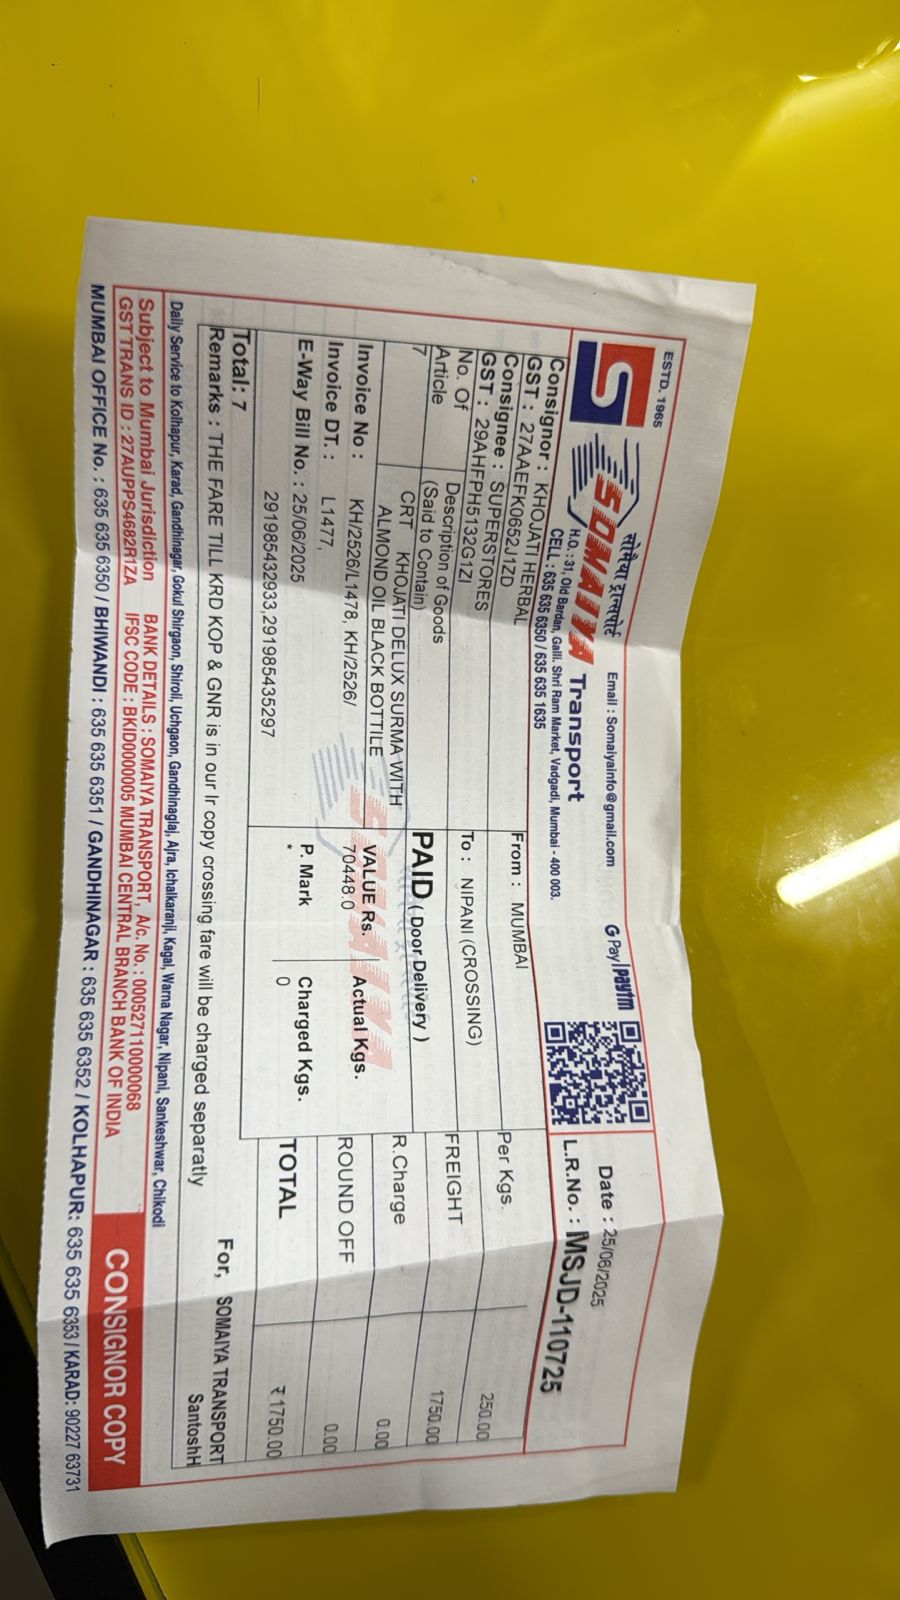 ESTD. 1965
सोमैया ट्रान्सपोर्ट
Email : Somaiyainfo@gmail.com
G Pay | paytm
Date : 25/06/2025
SOMAIYA Transport
L.R.No. : MSJD-110725
H.O. : 31, Old Bardan, Galli. Shri Ram Market, Vadgadi, Mumbai - 400 003.
CELL : 635 635 6350 / 635 635 1635
Consignor : KHOJATI HERBAL
GST : 27AAEFK0652J1ZD
From : MUMBAI
Consignee : SUPERSTORES
GST : 29AHFPH5132G1ZI
To : NIPANI (CROSSING)
Per Kgs. 250.00
No. Of Article
Description of Goods
(Said to Contain)
PAID ( Door Delivery )
FREIGHT 1750.00
7
CRT KHOJATI DELUX SURMA WITH
ALMOND OIL BLACK BOTTILE
R.Charge 0.00
VALUE Rs. Actual Kgs.
70448.0
Invoice No : KH/2526/L1478, KH/2526/
Invoice DT. : L1477,
ROUND OFF 0.00
E-Way Bill No. : 25/06/2025
291985432933,291985435297
P. Mark Charged Kgs.
* 0
TOTAL ₹1750.00
Total: 7
Remarks : THE FARE TILL KRD KOP & GNR is in our lr copy crossing fare will be charged separatly
For, SOMAIYA TRANSPORT
SantoshH
Daily Service to Kolhapur, Karad, Gandhinagar, Gokul Shirgaon, Shiroli, Uchgaon, Gandhinaglaj, Ajra, Ichalkaranji, Kagal, Warna Nagar, Nipani, Sankeshwar, Chikodi
Subject to Mumbai Jurisdiction BANK DETAILS : SOMAIYA TRANSPORT, A/c. No. : 000527110000068
GST TRANS ID : 27AUPPS4682R1ZA IFSC CODE : BKID0000005 MUMBAI CENTRAL BRANCH BANK OF INDIA
CONSIGNOR COPY
MUMBAI OFFICE No. : 635 635 6350 / BHIWANDI : 635 635 6351 / GANDHINAGAR : 635 635 6352 / KOLHAPUR: 635 635 6353 / KARAD: 90227 63731